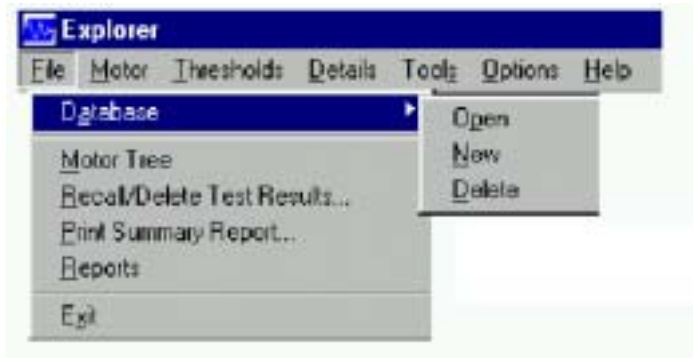 Explorer
File Motor Thresholds Details Tools Options Help
Database
Open
New
Delete
Motor Tree
Recall/Delete Test Results...
Print Summary Report...
Reports
Exit